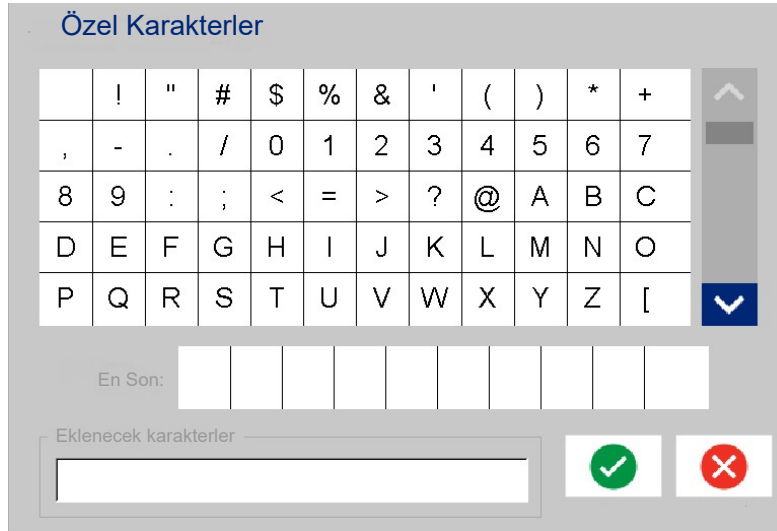 Özel Karakterler
! " # $ % & ' ( ) * +
, - . / 0 1 2 3 4 5 6 7
8 9 : ; < = > ? @ A B C
D E F G H I J K L M N O
P Q R S T U V W X Y Z [
En Son:
Eklenecek karakterler